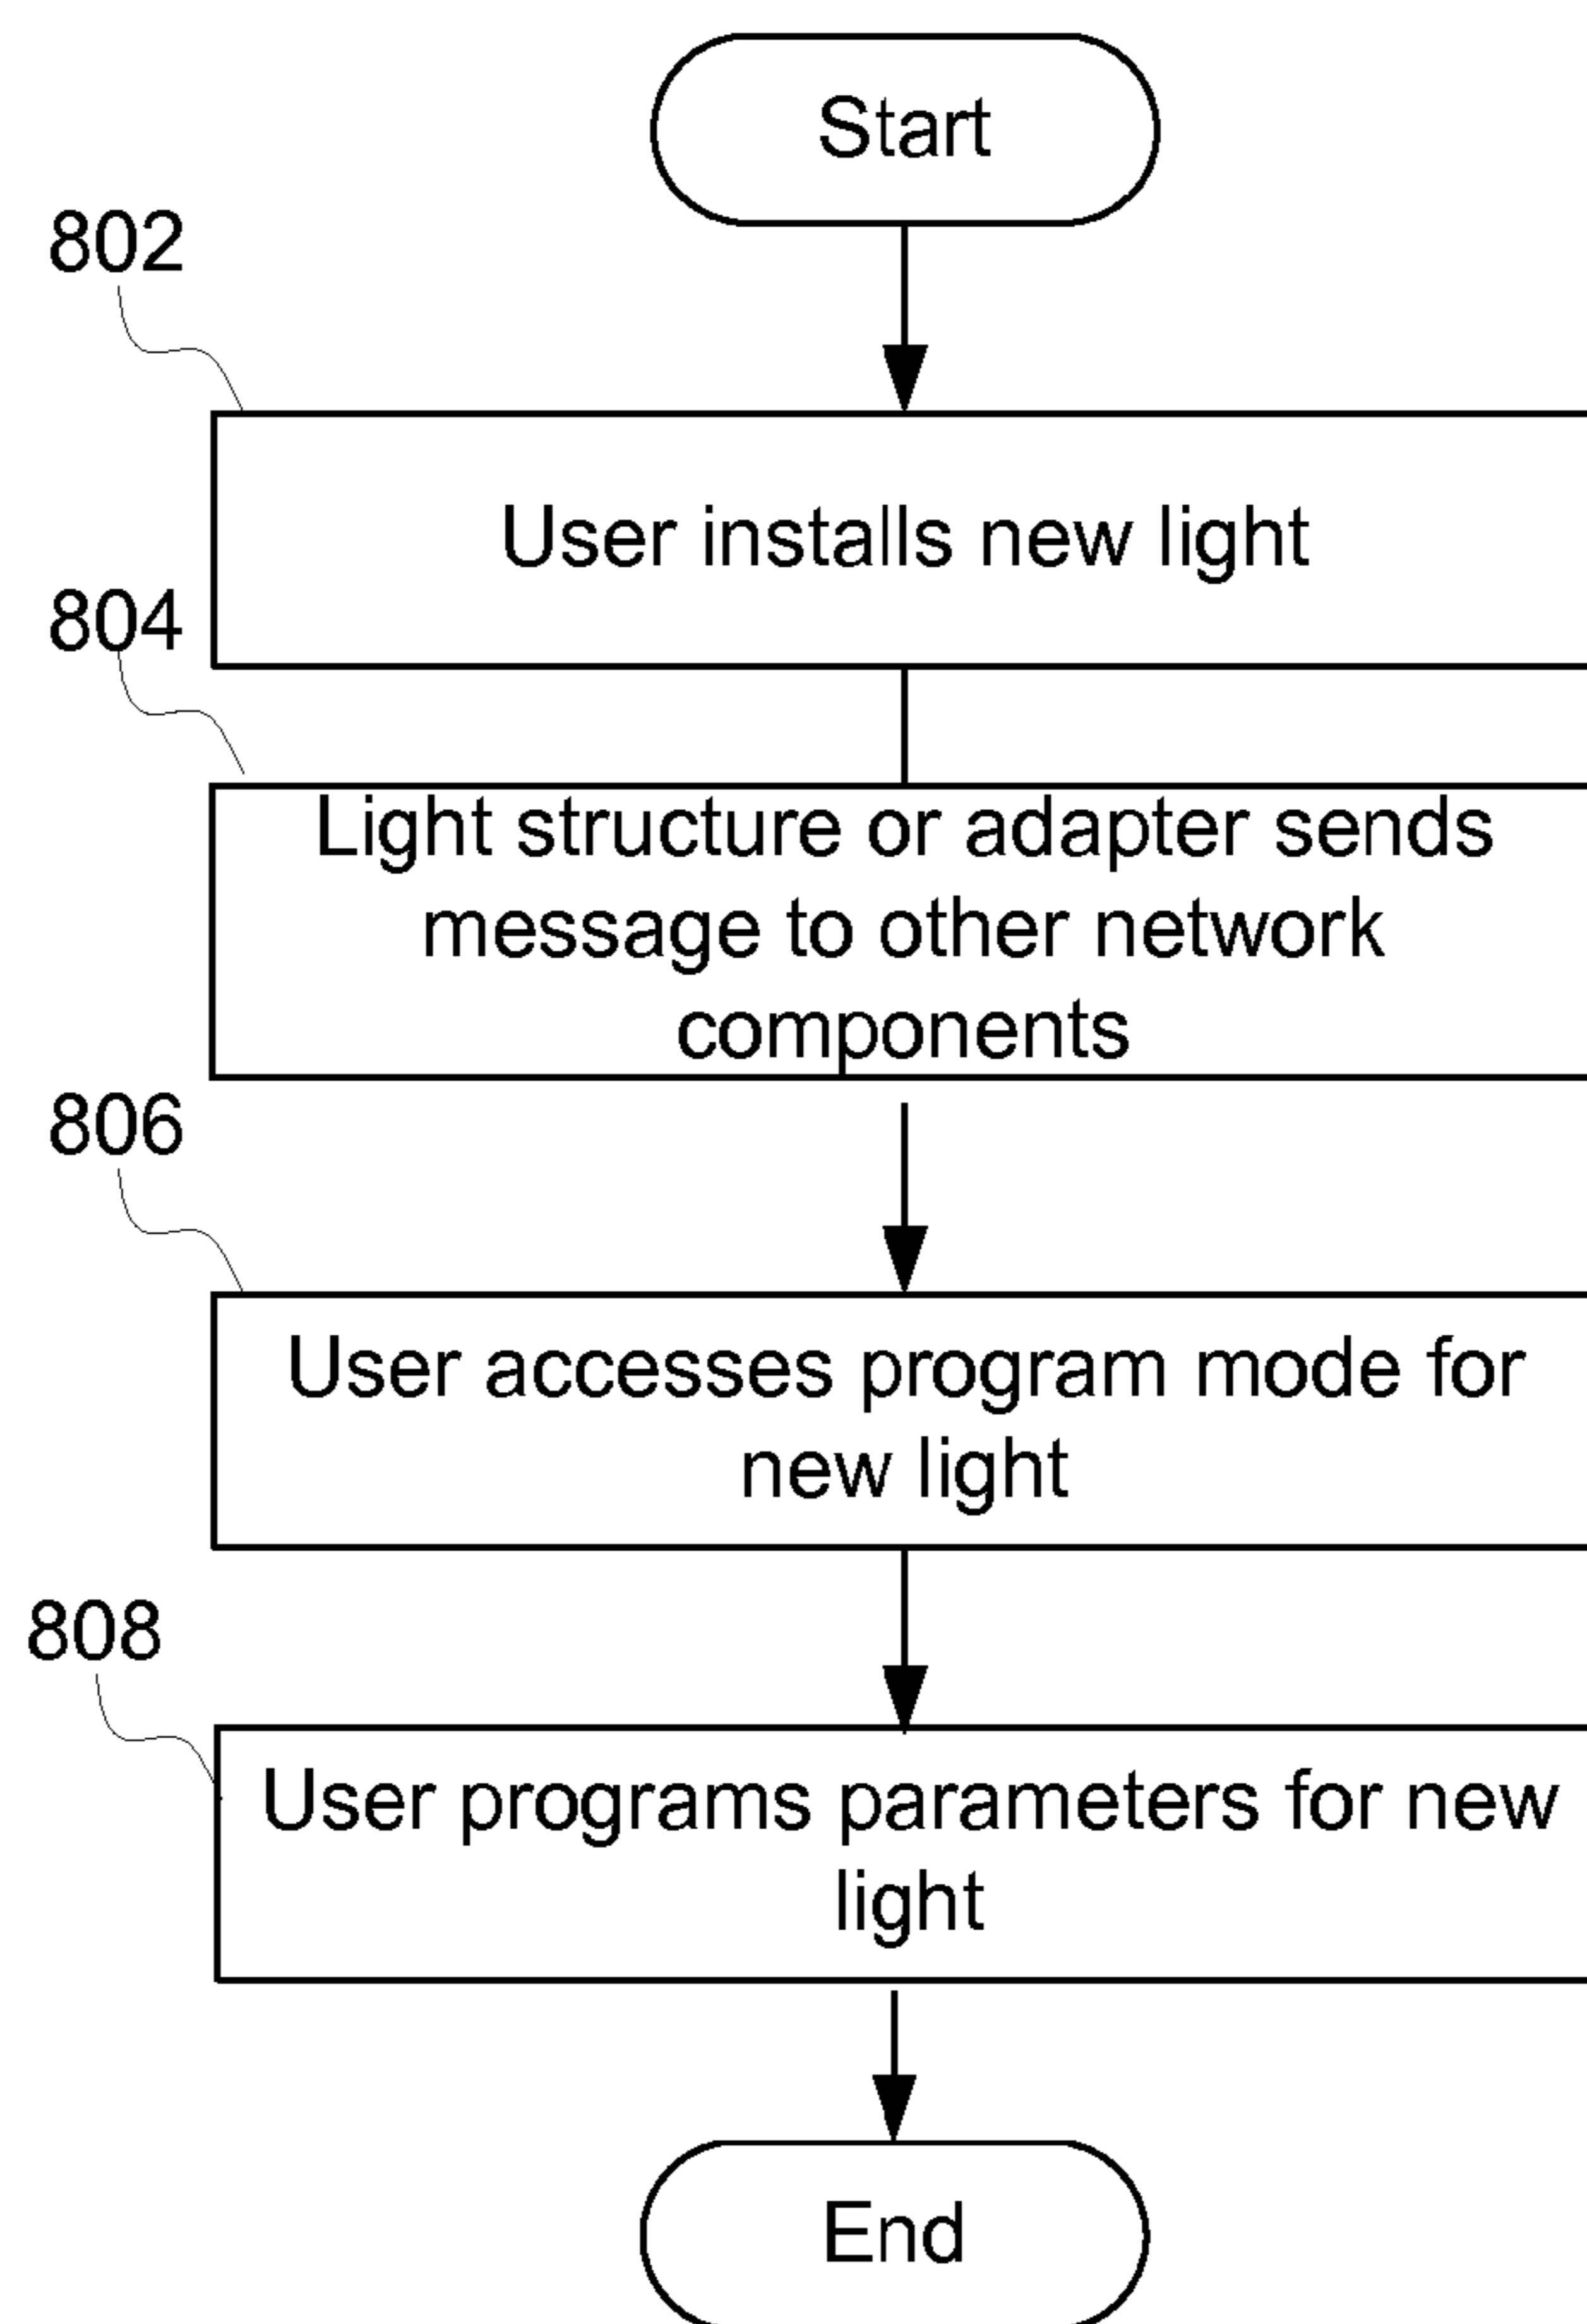 Start
802
User installs new light
804
Light structure or adapter sends
message to other network
components
806
User accesses program mode for
new light
808
User programs parameters for new
light
End